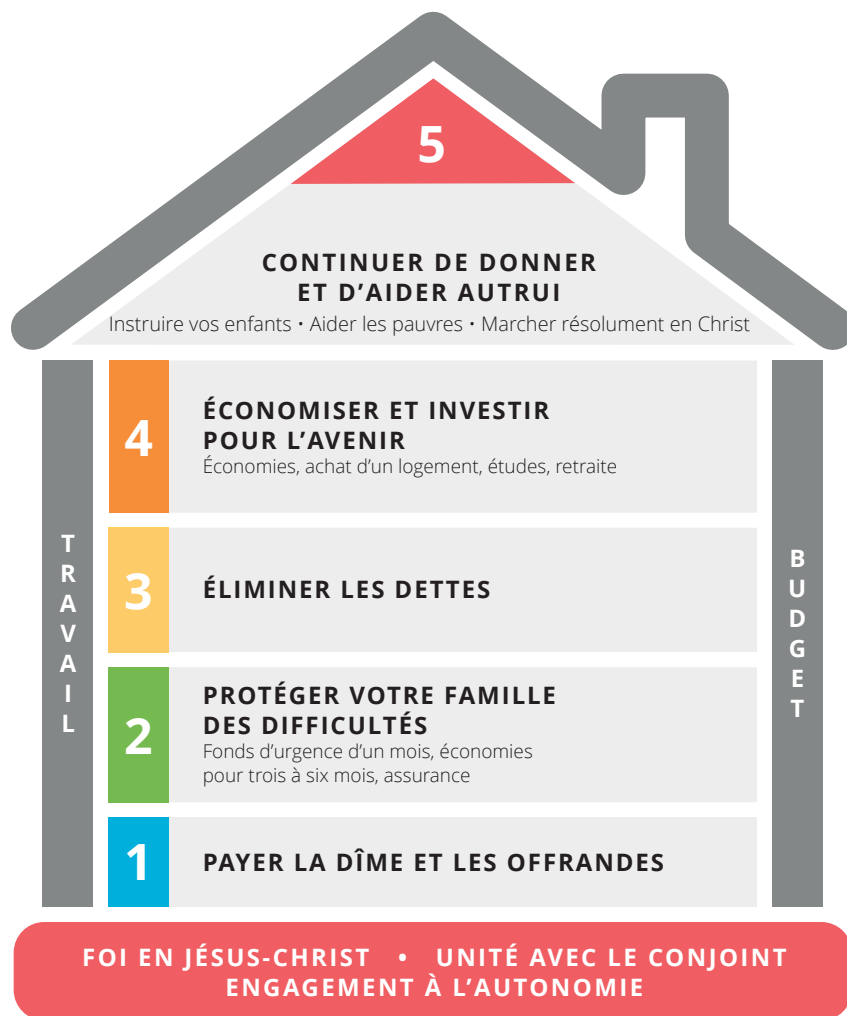 5
CONTINUER DE DONNER
ET D’AIDER AUTRUI
Instruire vos enfants • Aider les pauvres • Marcher résolument en Christ
4
ÉCONOMISER ET INVESTIR
POUR L’AVENIR
Économies, achat d’un logement, études, retraite
3
ÉLIMINER LES DETTES
2
PROTÉGER VOTRE FAMILLE
DES DIFFICULTÉS
Fonds d’urgence d’un mois, économies
pour trois à six mois, assurance
1
PAYER LA DÎME ET LES OFFRANDES
TRAVAIL
BUDGET
FOI EN JÉSUS-CHRIST • UNITÉ AVEC LE CONJOINT
ENGAGEMENT À L’AUTONOMIE